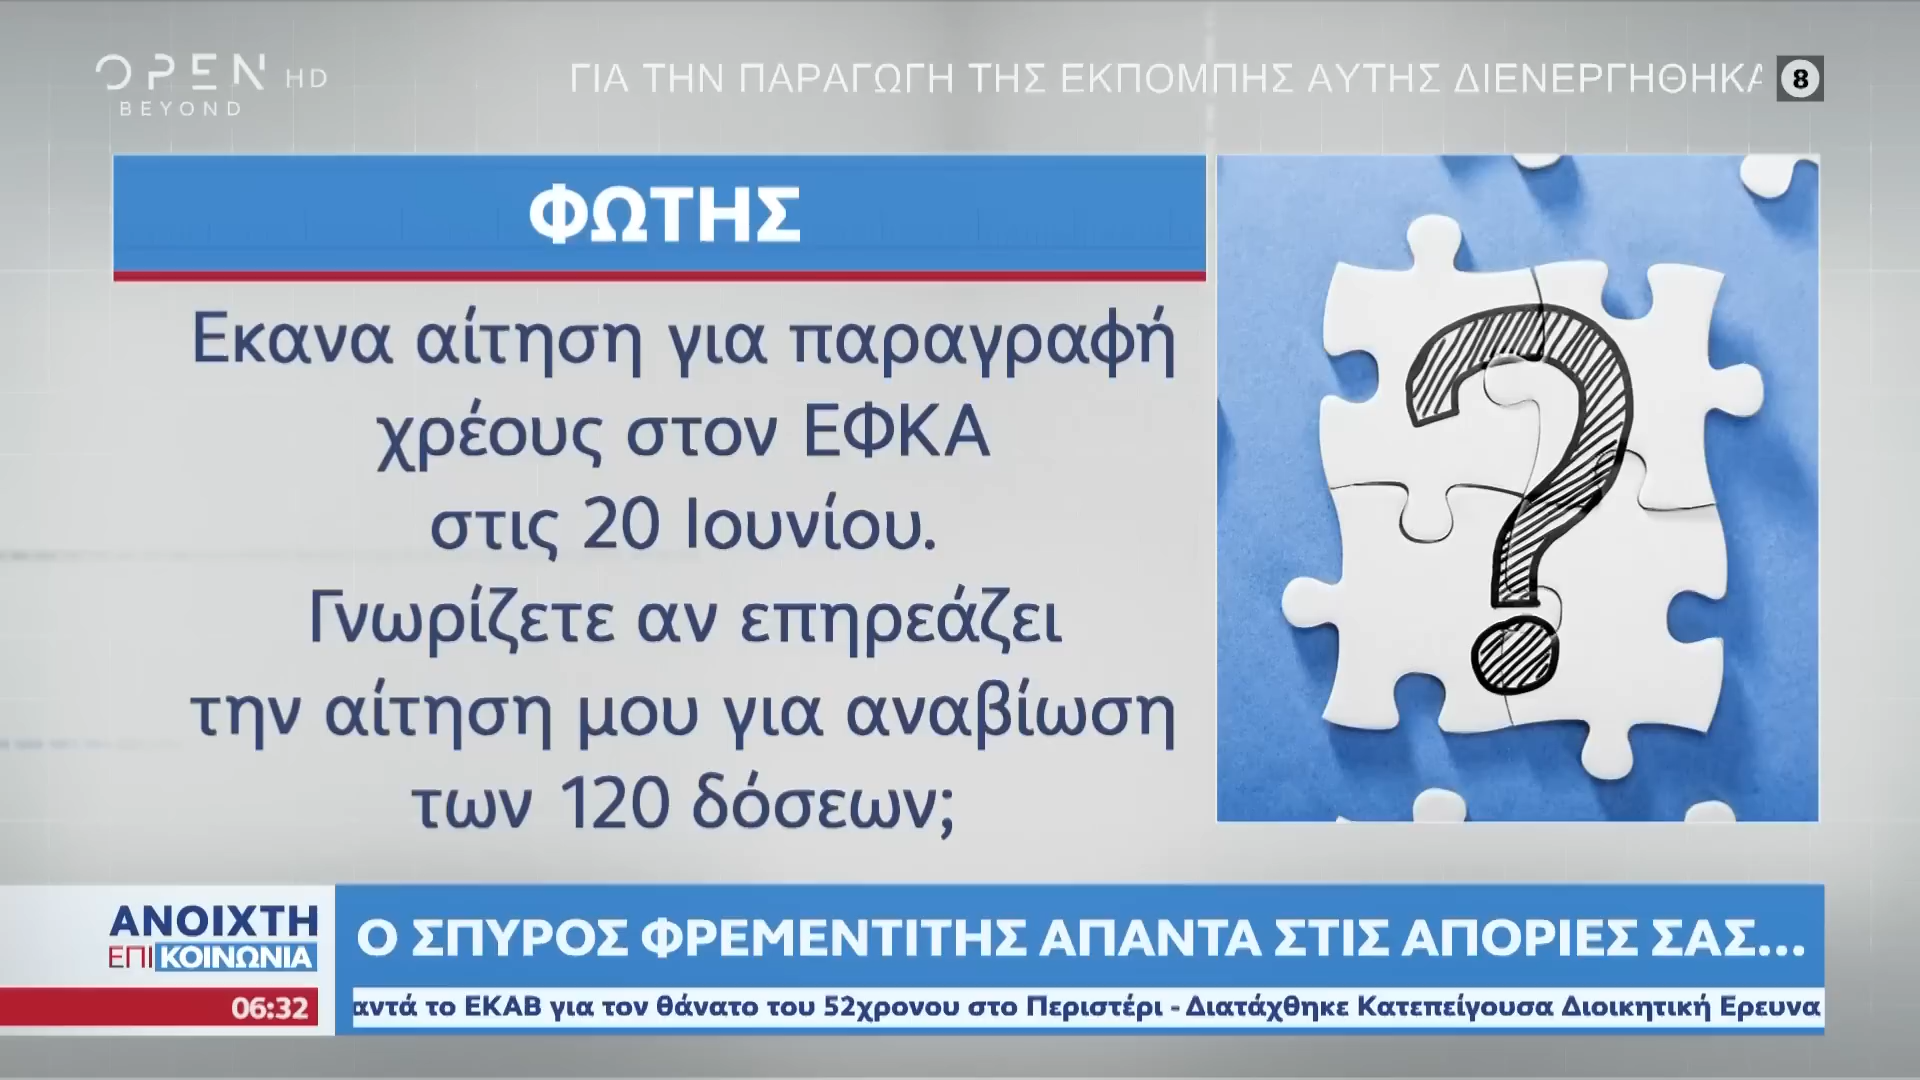 OPEN HD
BEYOND
ΓΙΑ ΤΗΝ ΠΑΡΑΓΩΓΗ ΤΗΣ ΕΚΠΟΜΠΗΣ ΑΥΤΗΣ ΔΙΕΝΕΡΓΗΘΗΚΑ
8
ΦΩΤΗΣ
Εκανα αίτηση για παραγραφή
χρέους στον ΕΦΚΑ
στις 20 Ιουνίου.
Γνωρίζετε αν επηρεάζει
την αίτηση μου για αναβίωση
των 120 δόσεων;
?
ΑΝΟΙΧΤΗ
ΕΠΙΚΟΙΝΩΝΙΑ
Ο ΣΠΥΡΟΣ ΦΡΕΜΕΝΤΙΤΗΣ ΑΠΑΝΤΑ ΣΤΙΣ ΑΠΟΡΙΕΣ ΣΑΣ...
06:32
αντά το ΕΚΑΒ για τον θάνατο του 52χρονου στο Περιστέρι - Διατάχθηκε Κατεπείγουσα Διοικητική Ερευνα